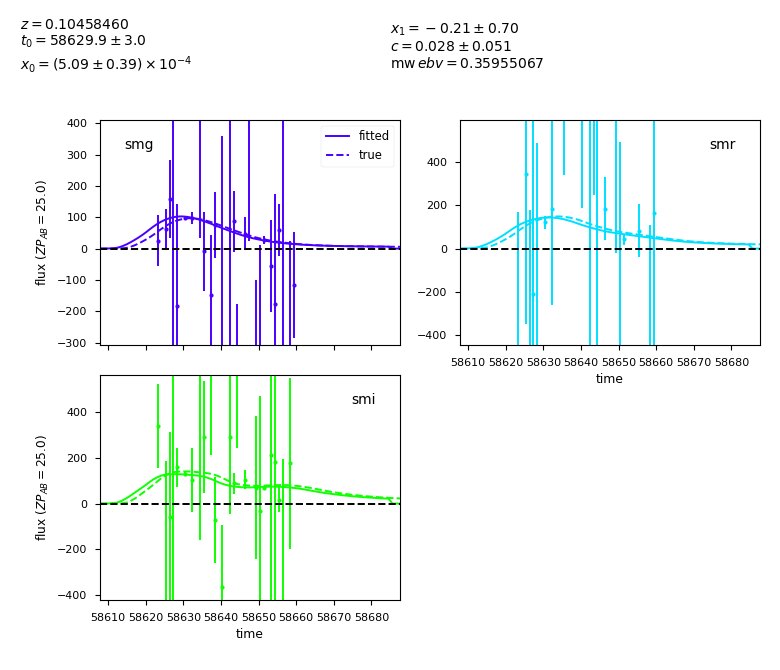 z = 0.10458460
t₀ = 58629.9 ± 3.0
x₀ = (5.09 ± 0.39) × 10⁻⁴
x₁ = −0.21 ± 0.70
c = 0.028 ± 0.051
mw ebv = 0.35955067
smg
fitted
true
flux (ZP_AB = 25.0)
400
300
200
100
0
−100
−200
−300
smr
400
200
0
−200
−400
58610 58620 58630 58640 58650 58660 58670 58680
time
smi
flux (ZP_AB = 25.0)
400
200
0
−200
−400
58610 58620 58630 58640 58650 58660 58670 58680
time